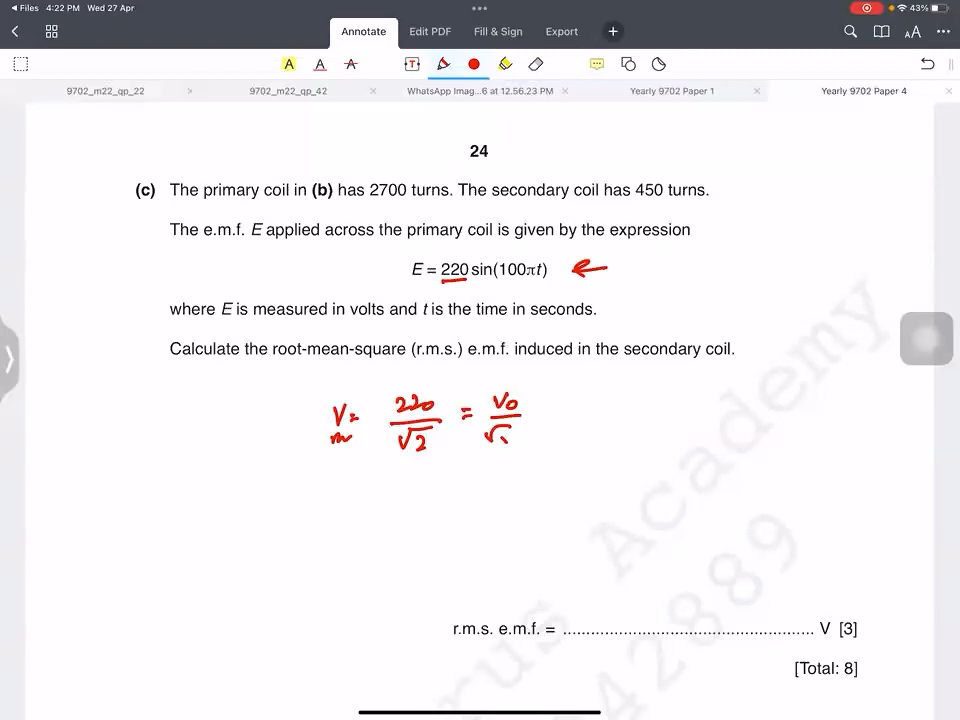 Files 4:22 PM Wed 27 Apr 43%
Annotate Edit PDF Fill & Sign Export
9702_m22_qp_22 9702_m22_qp_42 WhatsApp Imag...6 at 12.56.23 PM Yearly 9702 Paper 1 Yearly 9702 Paper 4
24
(c) The primary coil in (b) has 2700 turns. The secondary coil has 450 turns.
The e.m.f. E applied across the primary coil is given by the expression
E = 220 sin(100πt)
where E is measured in volts and t is the time in seconds.
Calculate the root-mean-square (r.m.s.) e.m.f. induced in the secondary coil.
V = 220/√2 = V0/√
r.m.s. e.m.f. = ...................................................... V [3]
[Total: 8]
rus Academy
42889